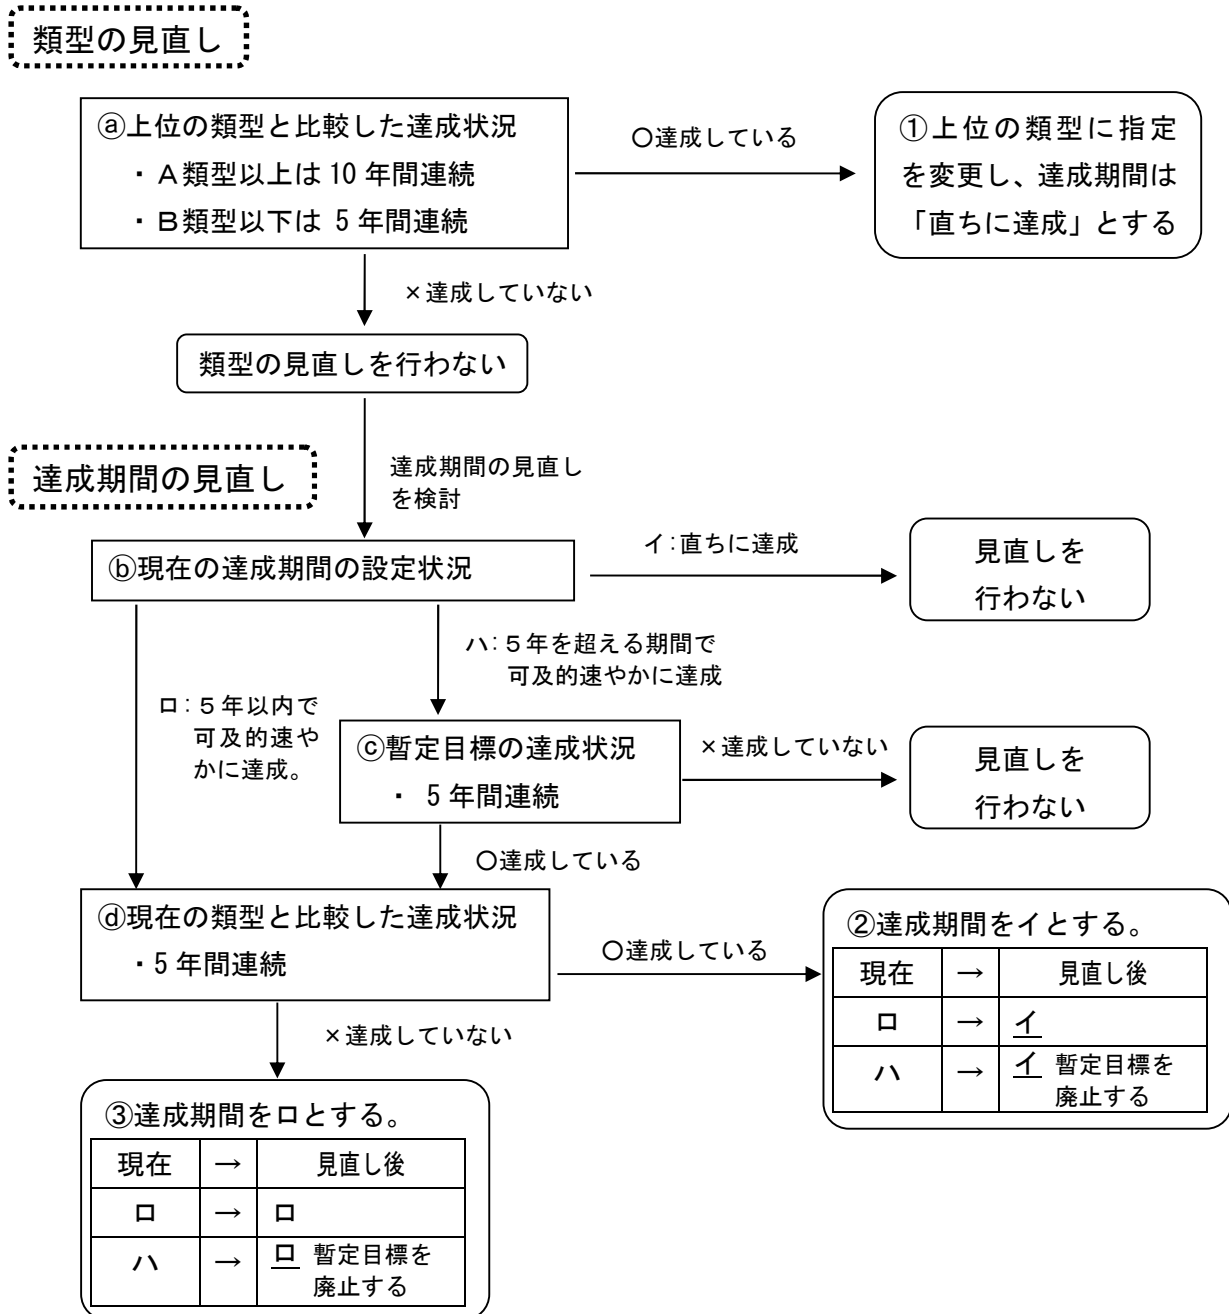 類型の見直し
ⓐ上位の類型と比較した達成状況
・A類型以上は 10 年間連続
・B類型以下は 5 年間連続
○達成している
①上位の類型に指定
を変更し、達成期間は
「直ちに達成」とする
×達成していない
類型の見直しを行わない
達成期間の見直し
達成期間の見直し
を検討
ⓑ現在の達成期間の設定状況
イ：直ちに達成
見直しを
行わない
ハ：５年を超える期間で
可及的速やかに達成
ロ：５年以内で
可及的速や
かに達成。
ⓒ暫定目標の達成状況
・ 5 年間連続
×達成していない
見直しを
行わない
○達成している
ⓓ現在の類型と比較した達成状況
・5 年間連続
○達成している
②達成期間をイとする。
現在 → 見直し後
ロ → イ
ハ → イ 暫定目標を
廃止する
×達成していない
③達成期間をロとする。
現在 → 見直し後
ロ → ロ
ハ → ロ 暫定目標を
廃止する